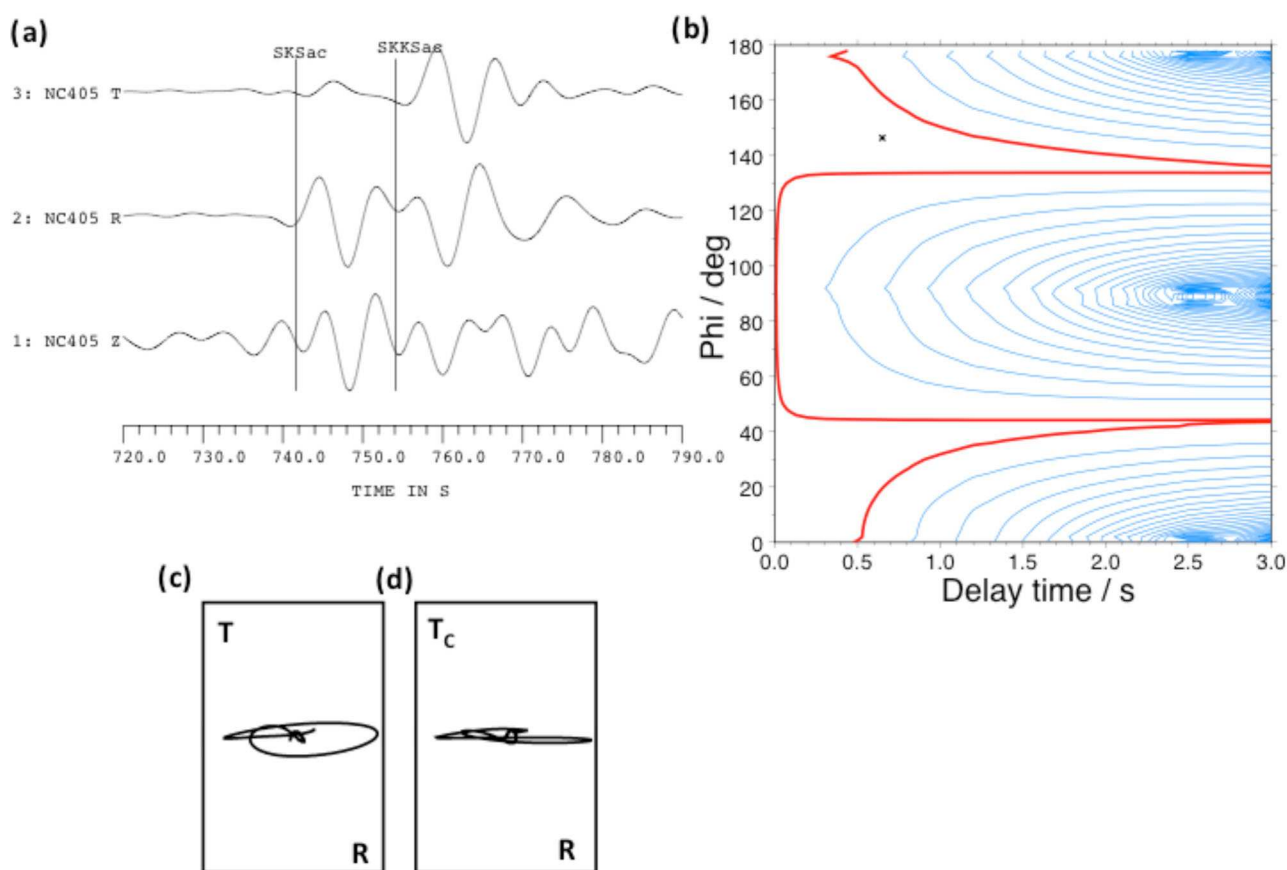 (a)
SKSac SKKSac
3: NC405 T
2: NC405 R
1: NC405 Z
720.0 730.0 740.0 750.0 760.0 770.0 780.0 790.0
TIME IN S
(b)
180
160
140
120
100
80
60
40
20
0
Phi / deg
0.0 0.5 1.0 1.5 2.0 2.5 3.0
Delay time / s
(c)
T
R
(d)
Tc
R